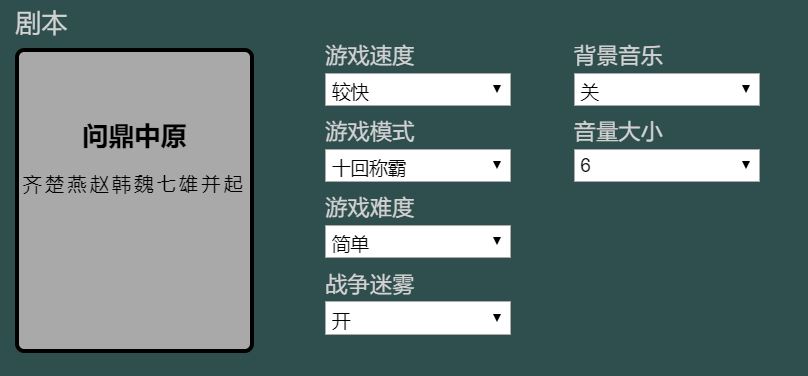 剧本
问鼎中原
齐楚燕赵韩魏七雄并起
游戏速度
较快
游戏模式
十回称霸
游戏难度
简单
战争迷雾
开
背景音乐
关
音量大小
6